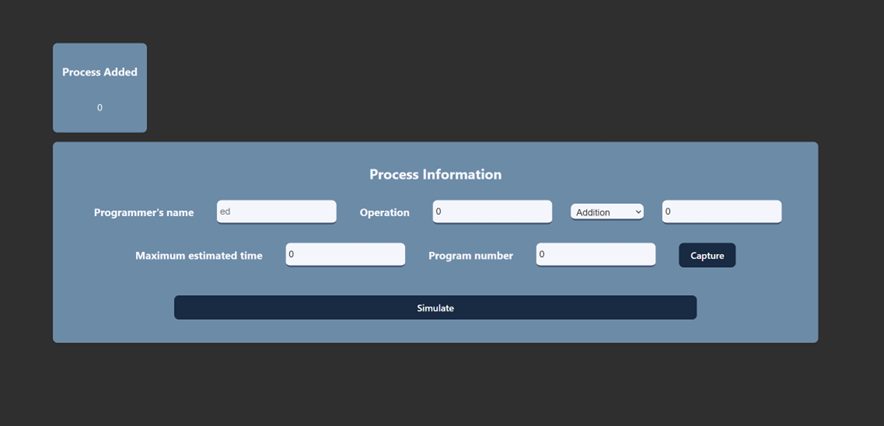 Process Added
0
Process Information
Programmer's name ed Operation 0 Addition 0
Maximum estimated time 0 Program number 0 Capture
Simulate